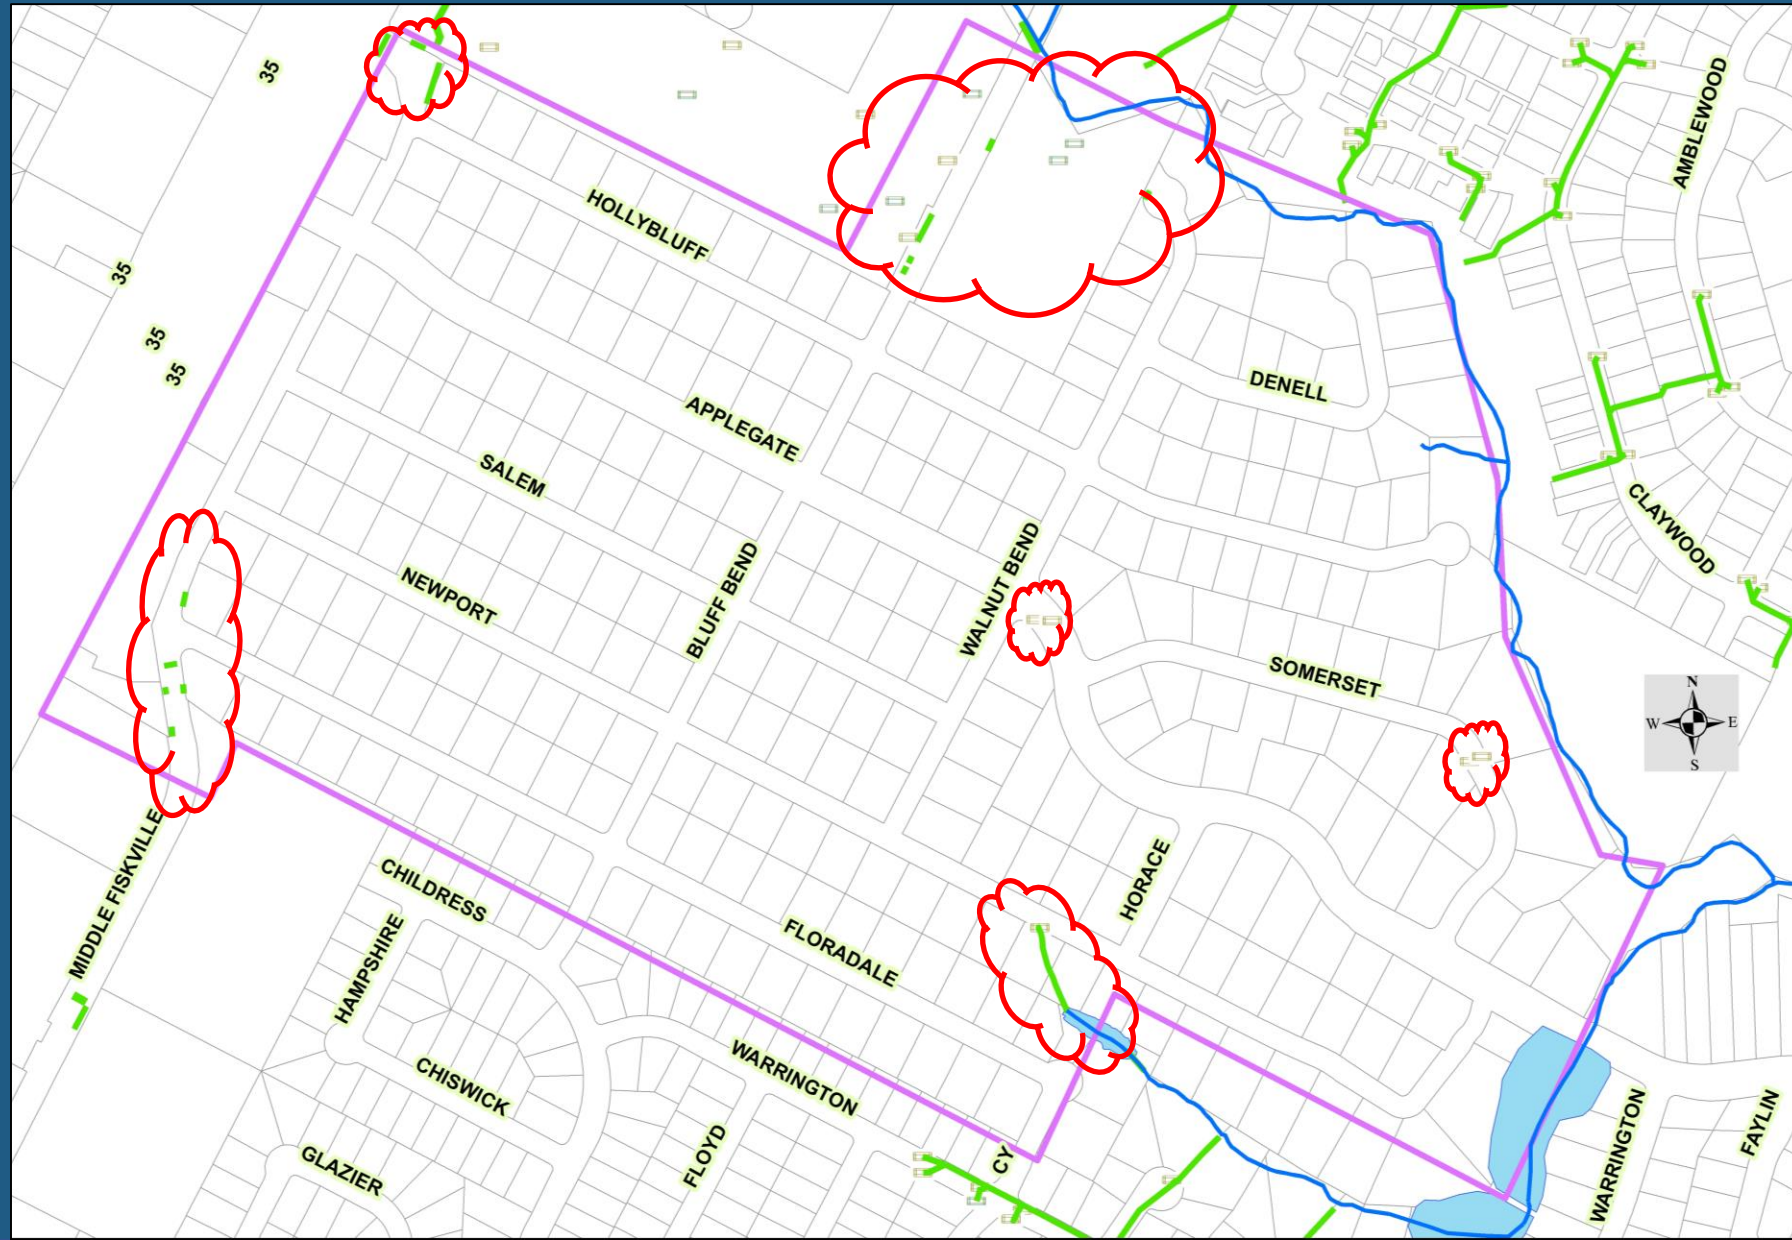 35
AMBLEWOOD
HOLLYBLUFF
35
35
35
DENELL
APPLEGATE
SALEM
CLAYWOOD
NEWPORT
BLUFF BEND
WALNUT BEND
SOMERSET
N
W E
S
MIDDLE FISKVILLE
CHILDRESS
HORACE
HAMPSHIRE
FLORADALE
CHISWICK
WARRINGTON
WARRINGTON
FAYLIN
GLAZIER
FLOYD
CY